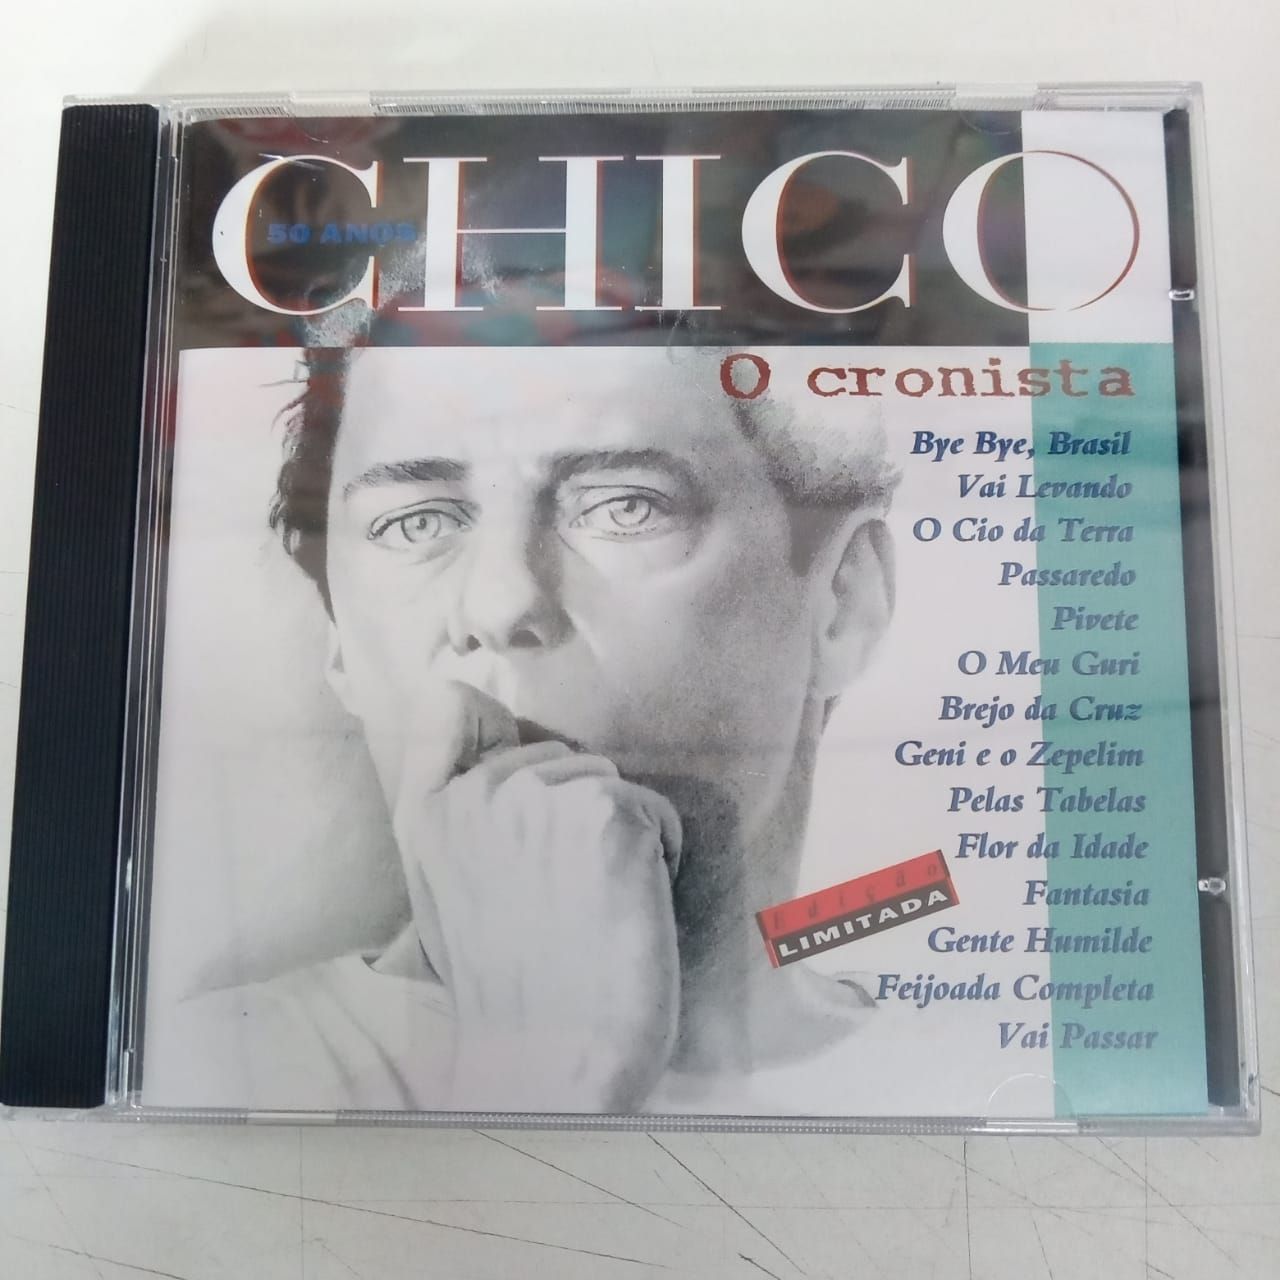 CHICO
50 ANOS
O cronista
Bye Bye, Brasil
Vai Levando
O Cio da Terra
Passaredo
Pivete
O Meu Guri
Brejo da Cruz
Geni e o Zepelim
Pelas Tabelas
Flor da Idade
Fantasia
Gente Humilde
Feijoada Completa
Vai Passar
Edição
LIMITADA